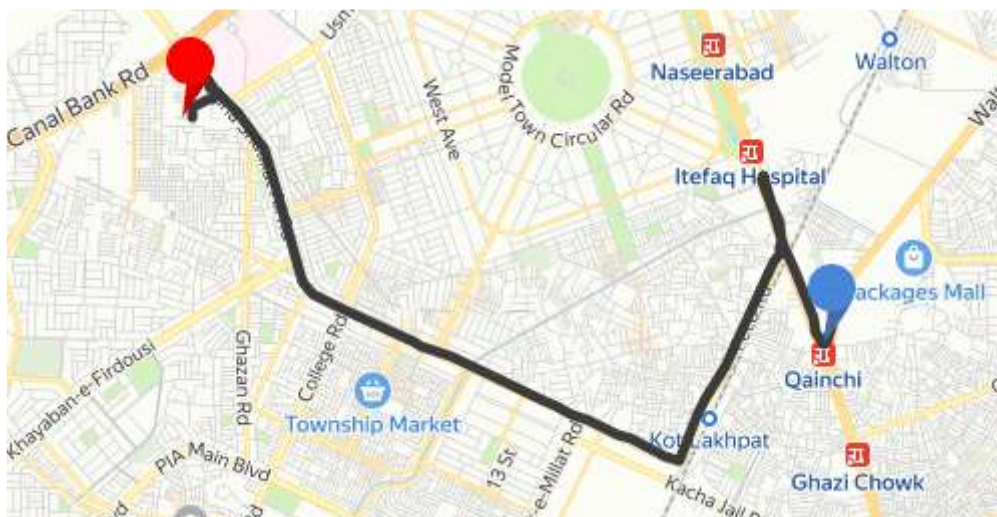 Usm
Canal Bank Rd
Model Town Circular Rd
Naseerabad
Walton
West Ave
Itefaq Hospital
Packages Mall
Qainchi
Khayaban-e-Firdousi
Ghazan Rd
College Rd
Township Market
PIA Main Blvd
13 St
e-Millat Rd
Kot Lakhpat
Kacha Jail
Ghazi Chowk